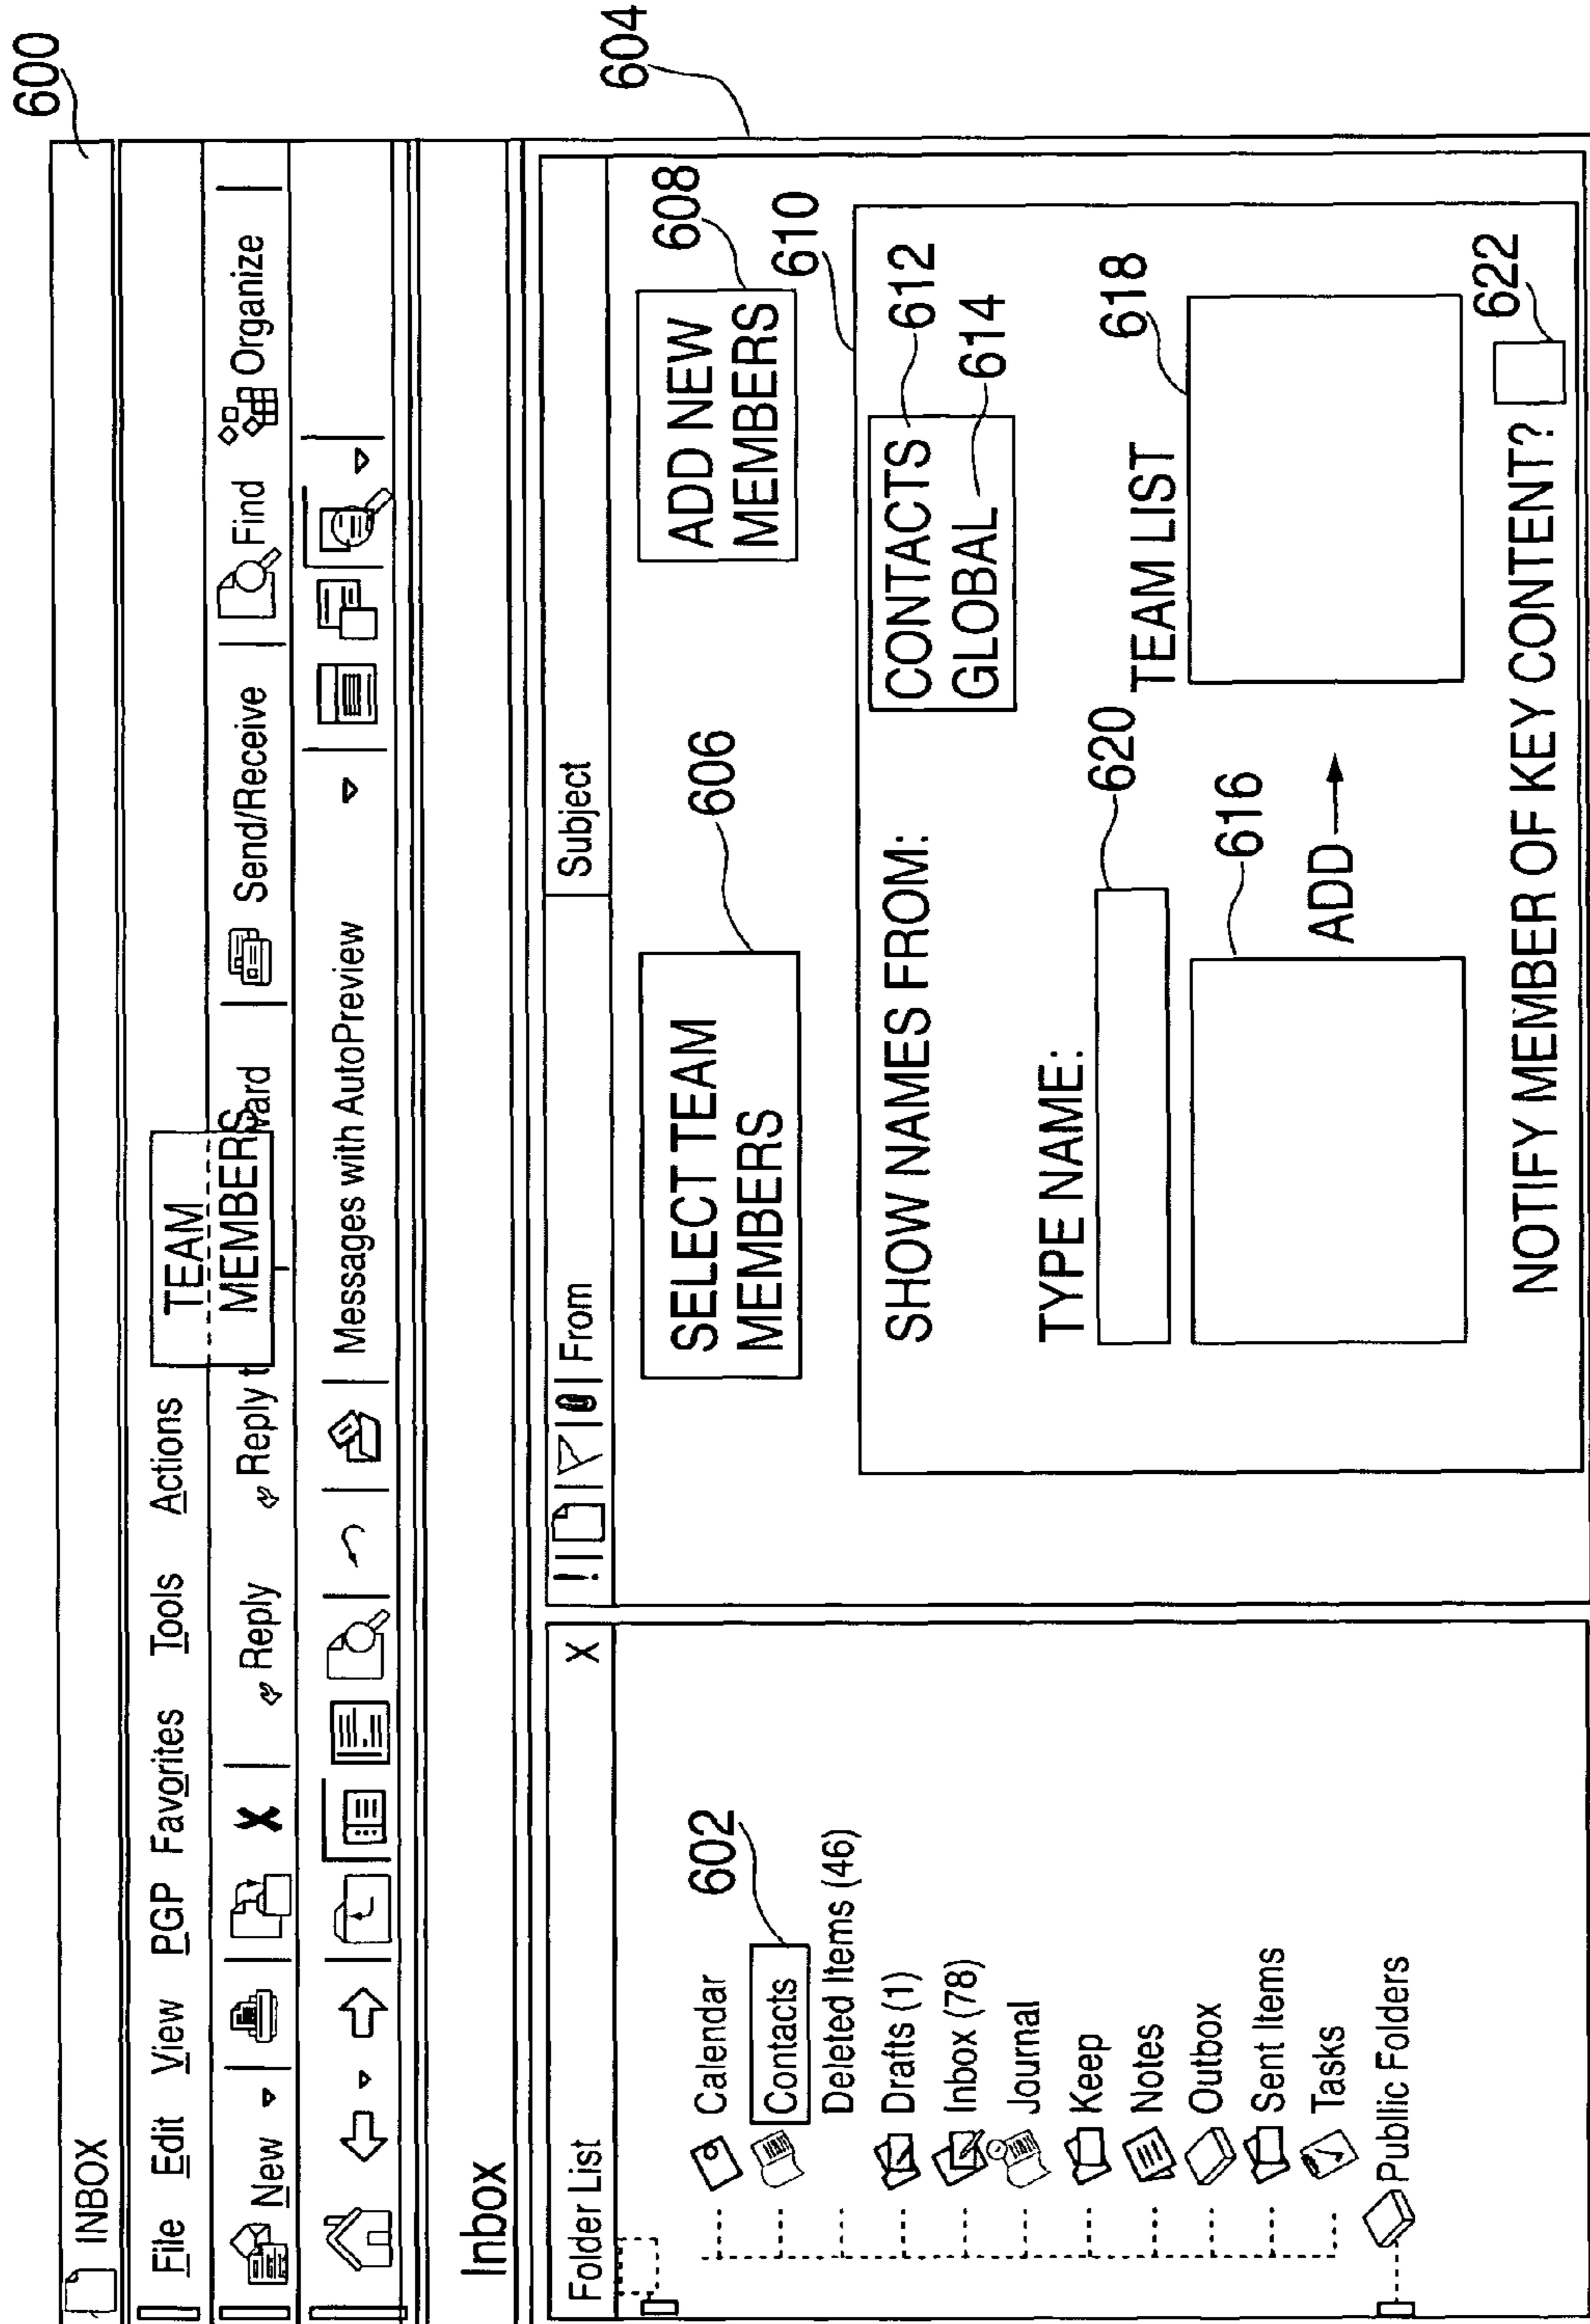 600
INBOX
File Edit View PGP Favorites Tools Actions
TEAM
MEMBERS
New X Reply Reply t ward Send/Receive Find Organize
Messages with AutoPreview
Inbox
604
Folder List X
Calendar
602
Contacts
Deleted Items (46)
Drafts (1)
Inbox (78)
Journal
Keep
Notes
Outbox
Sent Items
Tasks
Publlic Folders
! From Subject
SELECT TEAM
MEMBERS
606
ADD NEW
MEMBERS
608
610
SHOW NAMES FROM:
CONTACTS 612
GLOBAL 614
TYPE NAME:
620
TEAM LIST
618
616
ADD
NOTIFY MEMBER OF KEY CONTENT?
622